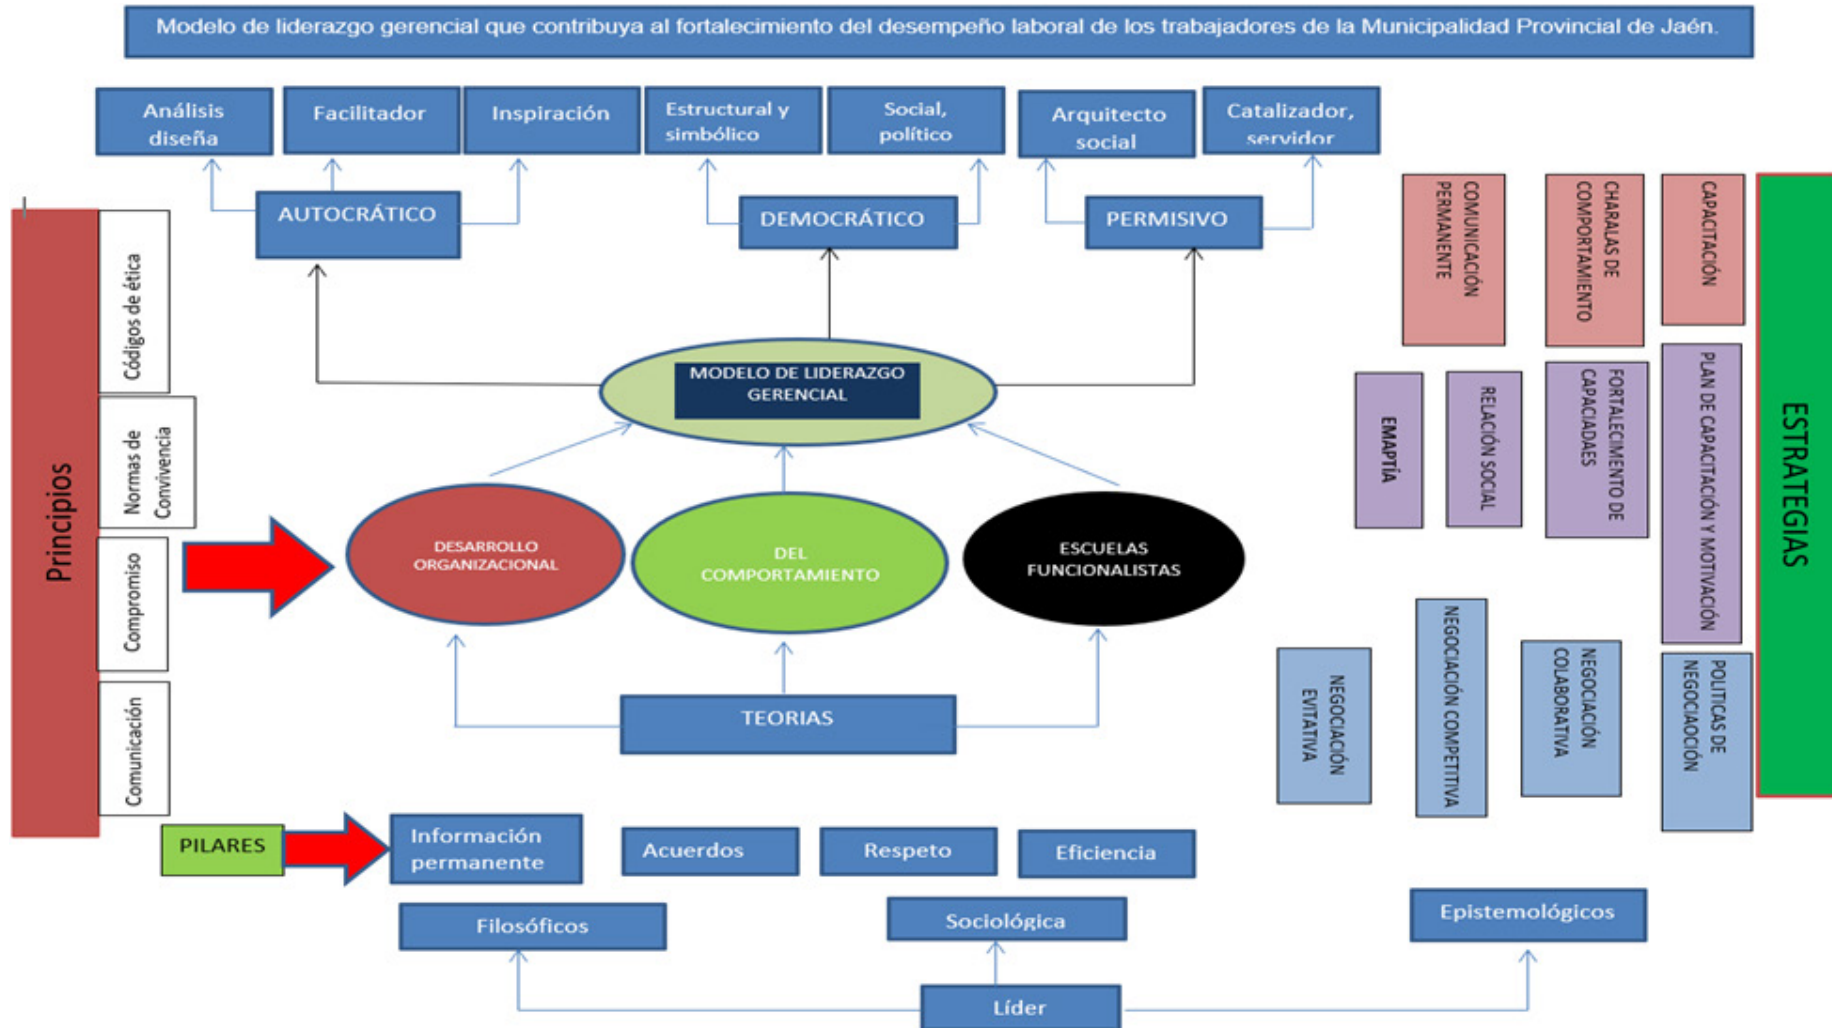 Modelo de liderazgo gerencial que contribuya al fortalecimiento del desempeño laboral de los trabajadores de la Municipalidad Provincial de Jaén.
Análisis
diseña
Facilitador
Inspiración
Estructural y
simbólico
Social,
político
Arquitecto
social
Catalizador,
servidor
AUTOCRÁTICO
DEMOCRÁTICO
PERMISIVO
MODELO DE LIDERAZGO
GERENCIAL
DESARROLLO
ORGANIZACIONAL
DEL
COMPORTAMIENTO
ESCUELAS
FUNCIONALISTAS
TEORIAS
Principios
Códigos de ética
Normas de
Convivencia
Compromiso
Comunicación
PILARES
Información
permanente
Acuerdos
Respeto
Eficiencia
Filosóficos
Sociológica
Epistemológicos
Líder
COMUNICACIÓN
PERMANENTE
CHARALAS DE
COMPORTAMIENTO
CAPACITACIÓN
EMAPTÍA
RELACIÓN SOCIAL
FORTALECIMENTO DE
CAPACIADAES
PLAN DE CAPACITACIÓN Y MOTIVACIÓN
NEGOCIACIÓN
EVITATIVA
NEGOCIACIÓN COMPETITIVA
NEGOCIACIÓN
COLABORATIVA
POLITICAS DE
NEGOCIAOCIÓN
ESTRATEGIAS